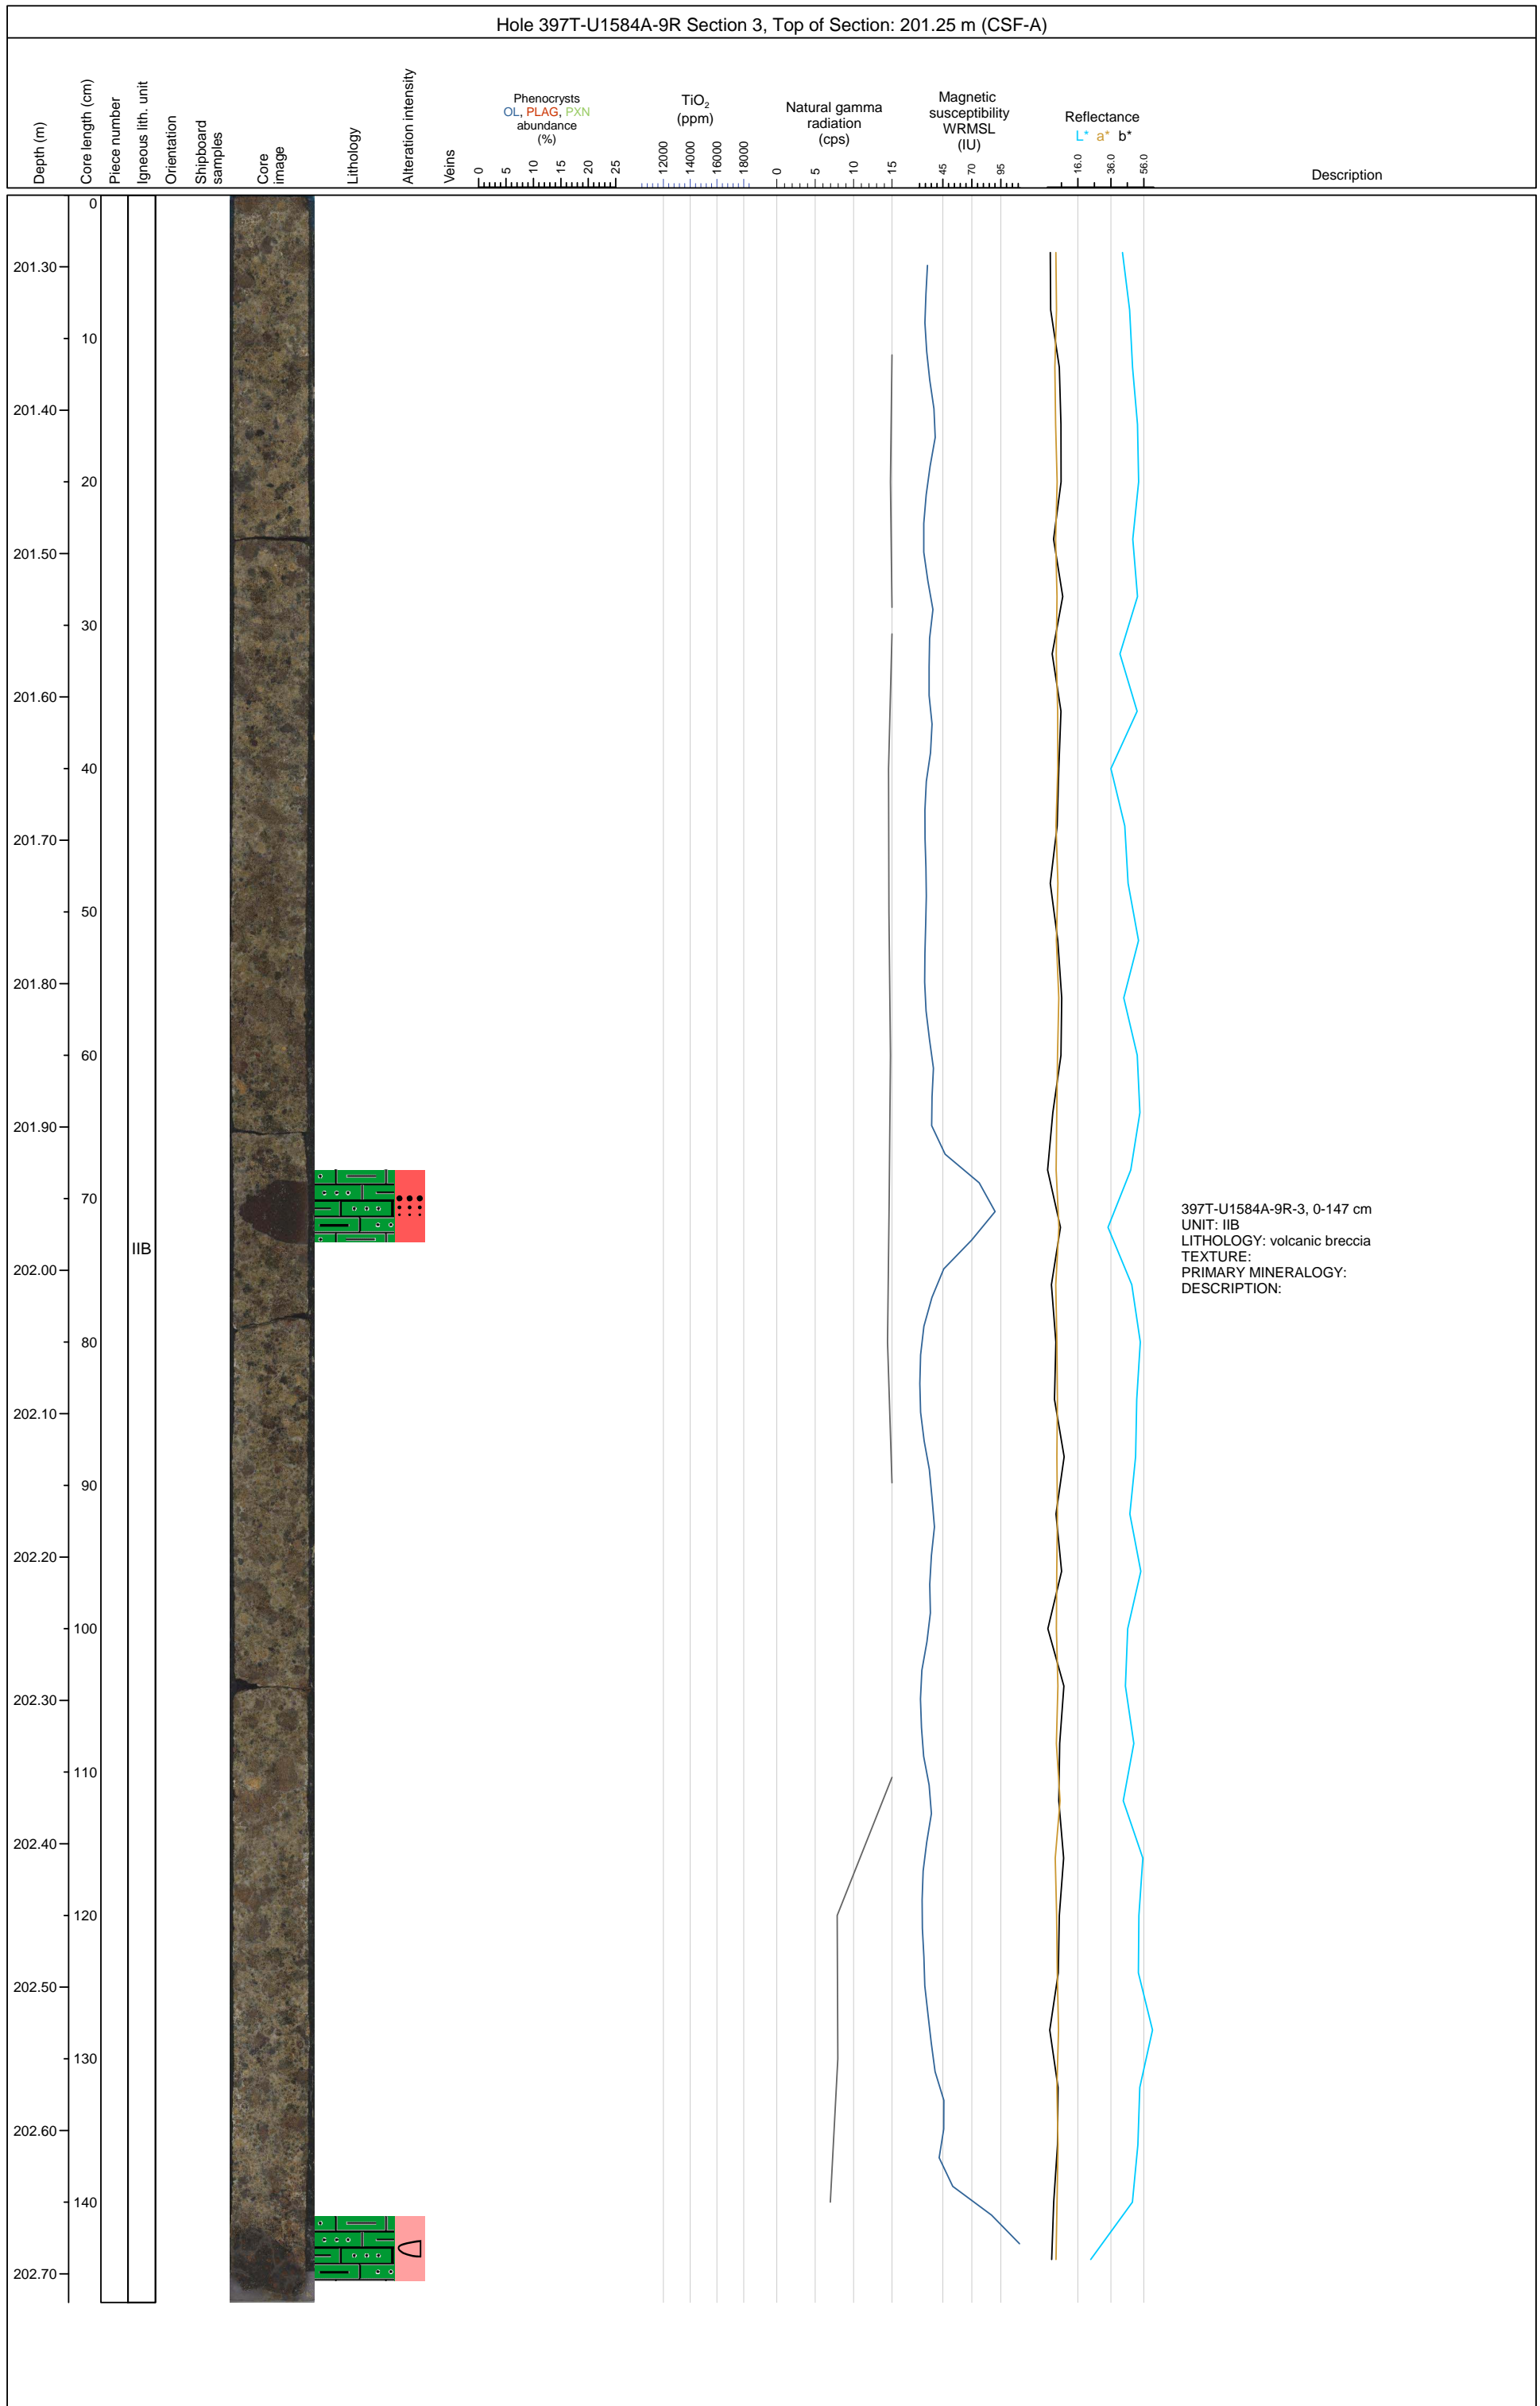 Hole 397T-U1584A-9R Section 3, Top of Section: 201.25 m (CSF-A)
Depth (m)
Core length (cm)
Piece number
Igneous lith. unit
Orientation
Shipboard
samples
Core
image
Lithology
Alteration intensity
Veins
Phenocrysts
OL, PLAG, PXN
abundance
(%)
0 5 10 15 20 25
TiO2
(ppm)
12000 14000 16000 18000
Natural gamma
radiation
(cps)
0 5 10 15
Magnetic
susceptibility
WRMSL
(IU)
45 70 95
Reflectance
L* a* b*
16.0 36.0 56.0
Description
0
201.30
10
201.40
20
201.50
30
201.60
40
201.70
50
201.80
60
201.90
70
IIB
202.00
80
202.10
90
202.20
100
202.30
110
202.40
120
202.50
130
202.60
140
202.70
397T-U1584A-9R-3, 0-147 cm
UNIT: IIB
LITHOLOGY: volcanic breccia
TEXTURE:
PRIMARY MINERALOGY:
DESCRIPTION: